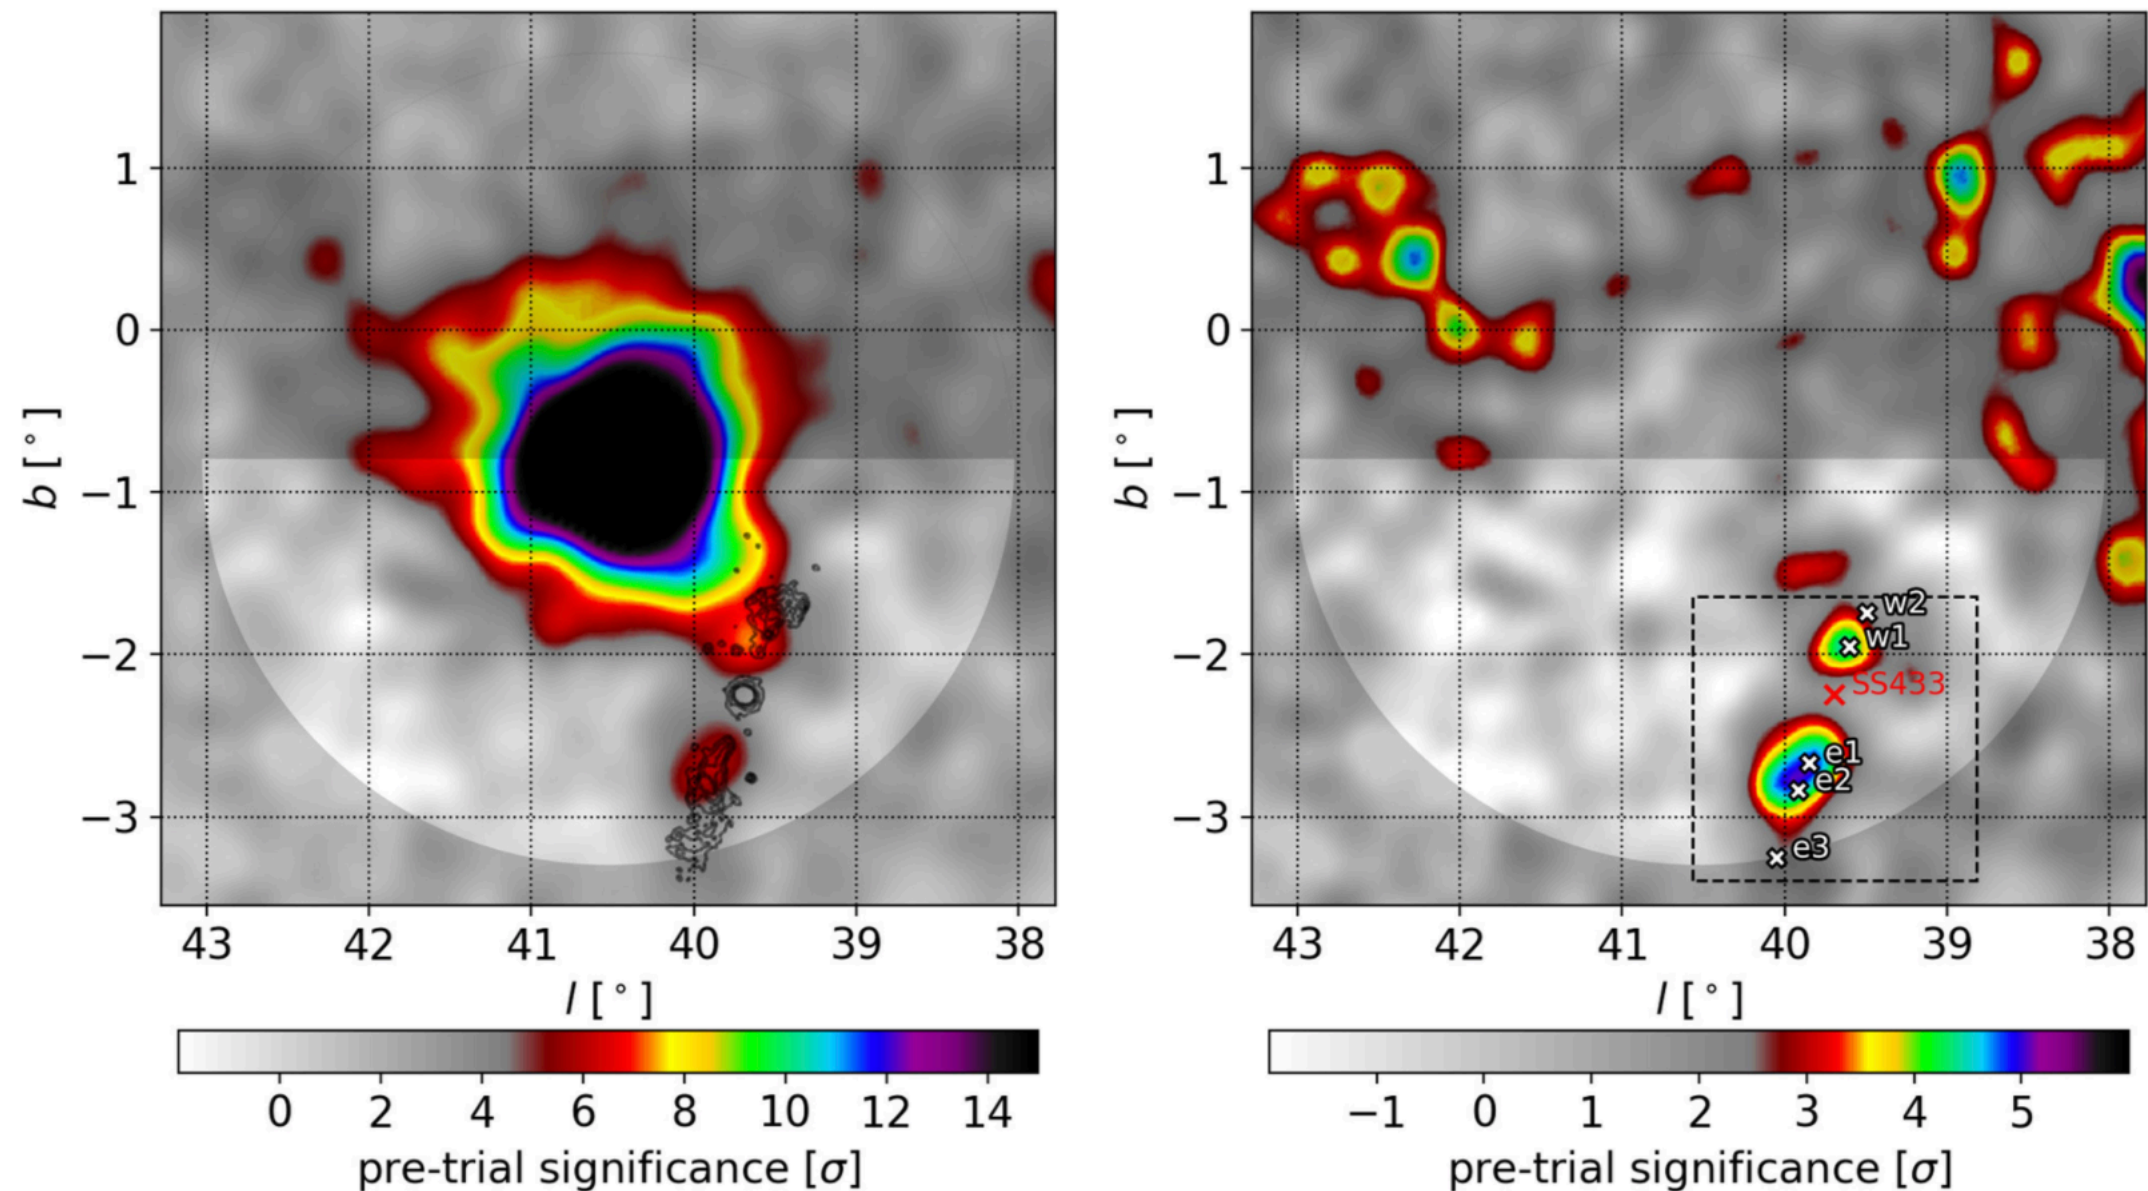 1
0
−1
−2
−3
b [°]
43 42 41 40 39 38
l [°]
0 2 4 6 8 10 12 14
pre-trial significance [σ]
1
0
−1
−2
−3
b [°]
w2
w1
SS433
e1
e2
e3
43 42 41 40 39 38
l [°]
−1 0 1 2 3 4 5
pre-trial significance [σ]